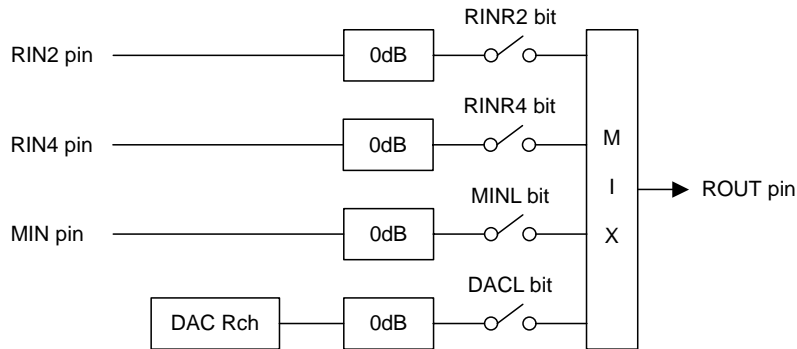 RINR2 bit
RIN2 pin
0dB
RINR4 bit
RIN4 pin
0dB
M
I
X
ROUT pin
MINL bit
MIN pin
0dB
DACL bit
DAC Rch
0dB